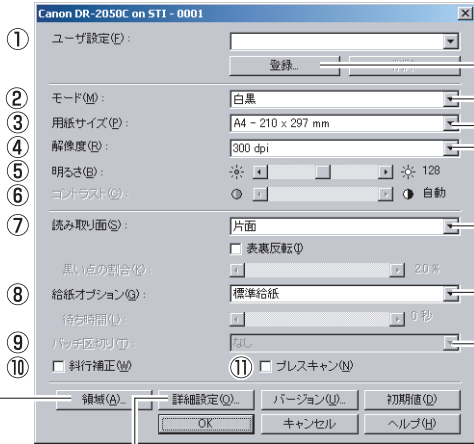 Canon DR-2050C on STI - 0001
① ユーザ設定(F) :
登録... 削除
② モード(M) : 白黒
③ 用紙サイズ(P) : A4 - 210 x 297 mm
④ 解像度(R) : 300 dpi
⑤ 明るさ(B) : 128
⑥ コントラスト(C) : 自動
⑦ 読み取り面(S) : 片面
表裏反転(I)
黒い点の割合(K) : 2.0 %
⑧ 給紙オプション(G) : 標準給紙
待ち時間(L) : 0 秒
⑨ バッチ区切り(T) : なし
⑩ 斜行補正(W) ⑪ プレスキャン(N)
領域(A)... 詳細設定(O)... バージョン(U)... 初期値(D)
OK キャンセル ヘルプ(H)